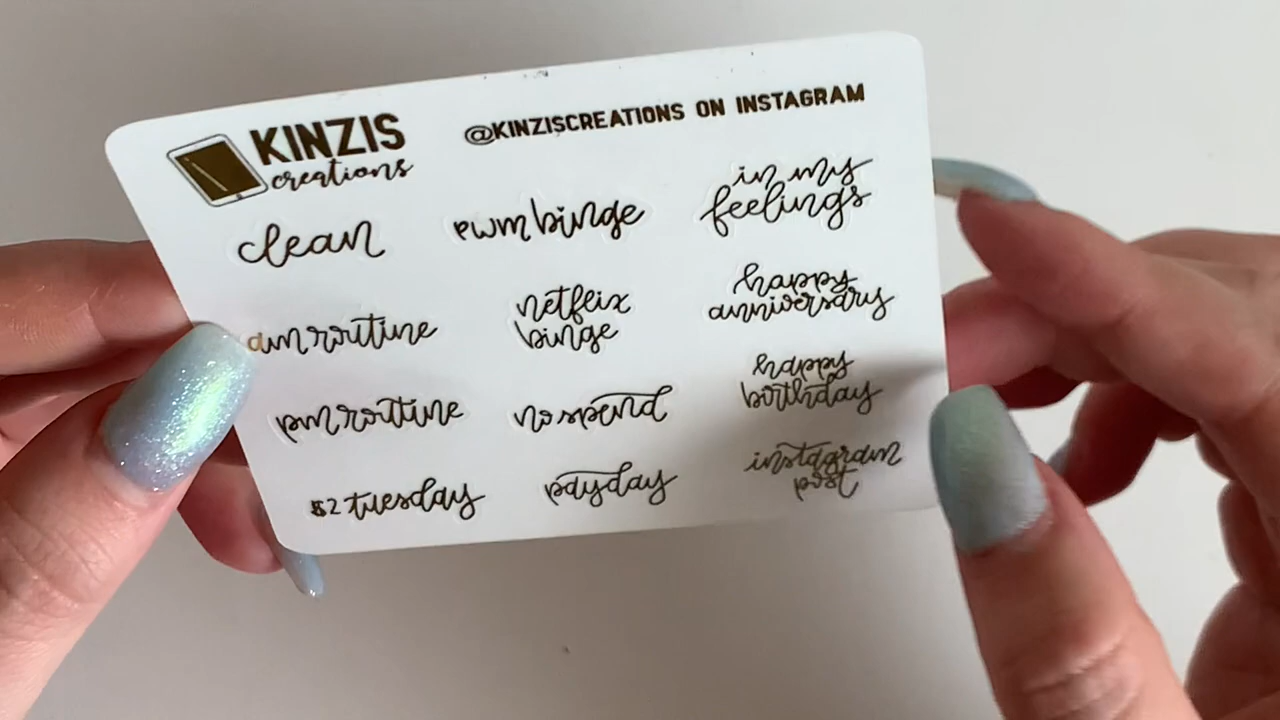 KINZIS
creations
@KINZISCREATIONS ON INSTAGRAM
clean
pwm binge
in my
feelings
am routine
netflix
binge
happy
anniversary
pm routine
no spend
happy
birthday
$2 tuesday
payday
instagram
post